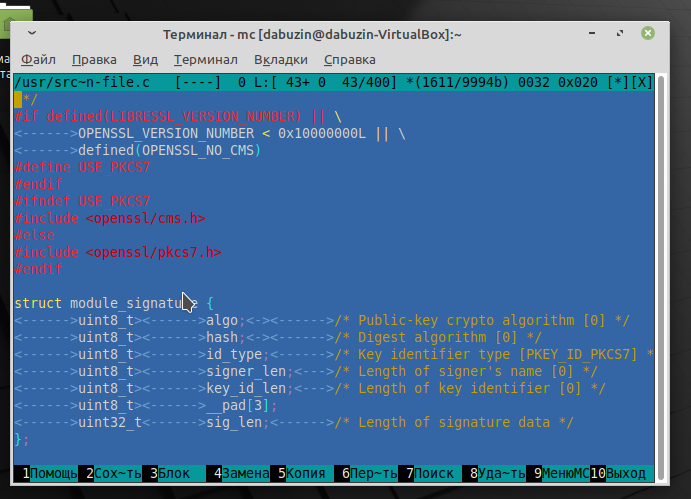 Терминал - mc [dabuzin@dabuzin-VirtualBox]:~
Файл Правка Вид Терминал Вкладки Справка
/usr/src~n-file.c [----] 0 L:[ 43+ 0 43/400] *(1611/9994b) 0032 0x020 [*][X]
*/
#if defined(LIBRESSL_VERSION_NUMBER) || \
<------>OPENSSL_VERSION_NUMBER < 0x10000000L || \
<------>defined(OPENSSL_NO_CMS)
#define USE_PKCS7
#endif
#ifndef USE_PKCS7
#include <openssl/cms.h>
#else
#include <openssl/pkcs7.h>
#endif
struct module_signature {
<------>uint8_t><------>algo;<-><------>/* Public-key crypto algorithm [0] */
<------>uint8_t><------>hash;<-><------>/* Digest algorithm [0] */
<------>uint8_t><------>id_type;<------>/* Key identifier type [PKEY_ID_PKCS7] *
<------>uint8_t><------>signer_len;<--->/* Length of signer's name [0] */
<------>uint8_t><------>key_id_len;<--->/* Length of key identifier [0] */
<------>uint8_t><------>__pad[3];
<------>uint32_t<------>sig_len;<------>/* Length of signature data */
};
1Помощь 2Сох~ть 3Блок 4Замена 5Копия 6Пер~ть 7Поиск 8Уда~ть 9МенюМС 10Выход